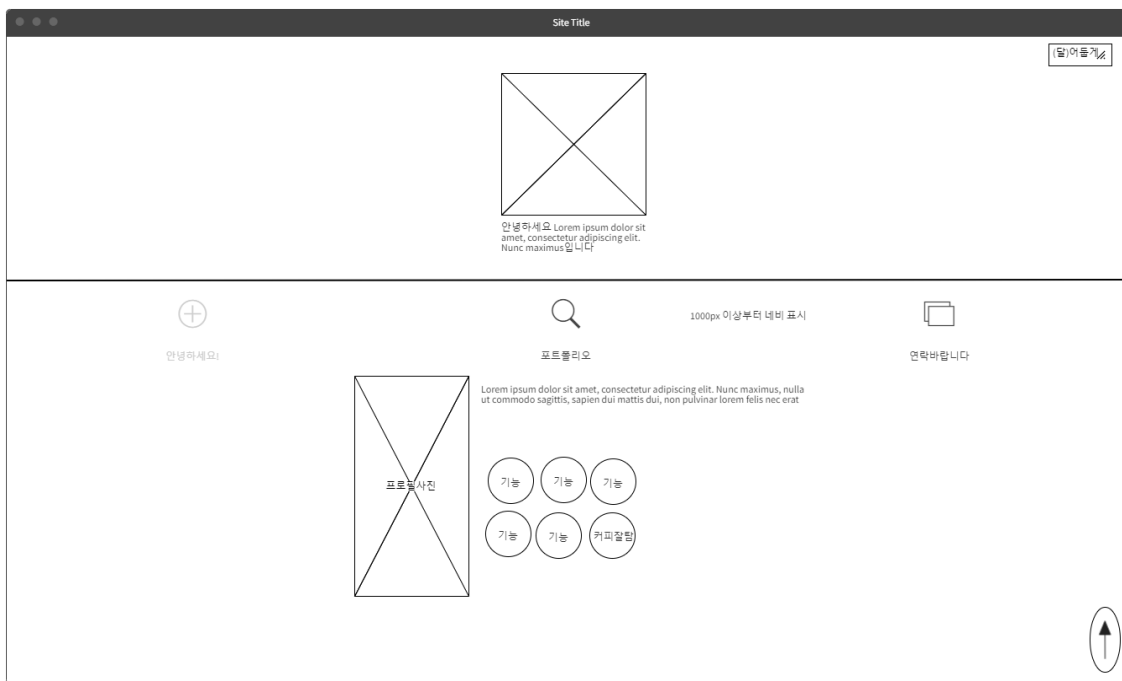 Site Title
(달)어둡게
안녕하세요 Lorem ipsum dolor sit
amet, consectetur adipiscing elit.
Nunc maximus입니다
1000px 이상부터 네비 표시
안녕하세요!
포트폴리오
연락바랍니다
Lorem ipsum dolor sit amet, consectetur adipiscing elit. Nunc maximus, nulla
ut commodo sagittis, sapien dui mattis dui, non pulvinar lorem felis nec erat
프로필사진
기능
기능
기능
기능
기능
커피잘탐